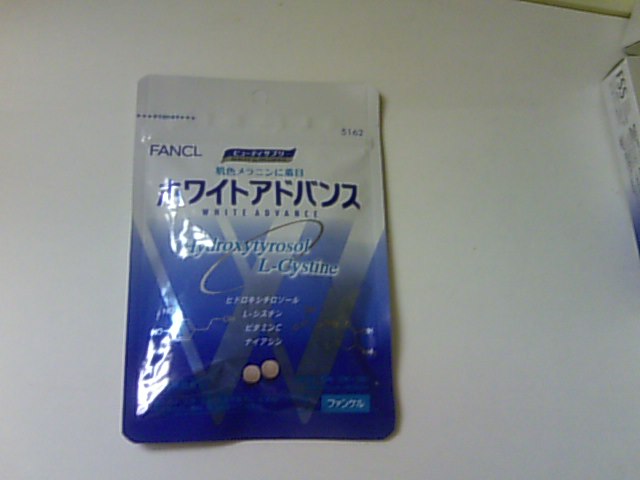 5162
FANCL
ビューティサプリ
肌色メラニンに着目
ホワイトアドバンス
WHITE ADVANCE
Hydroxytyrosol
L-Cystine
ヒドロキシチロソール
L-シスチン
ビタミンC
ナイアシン
ファンケル